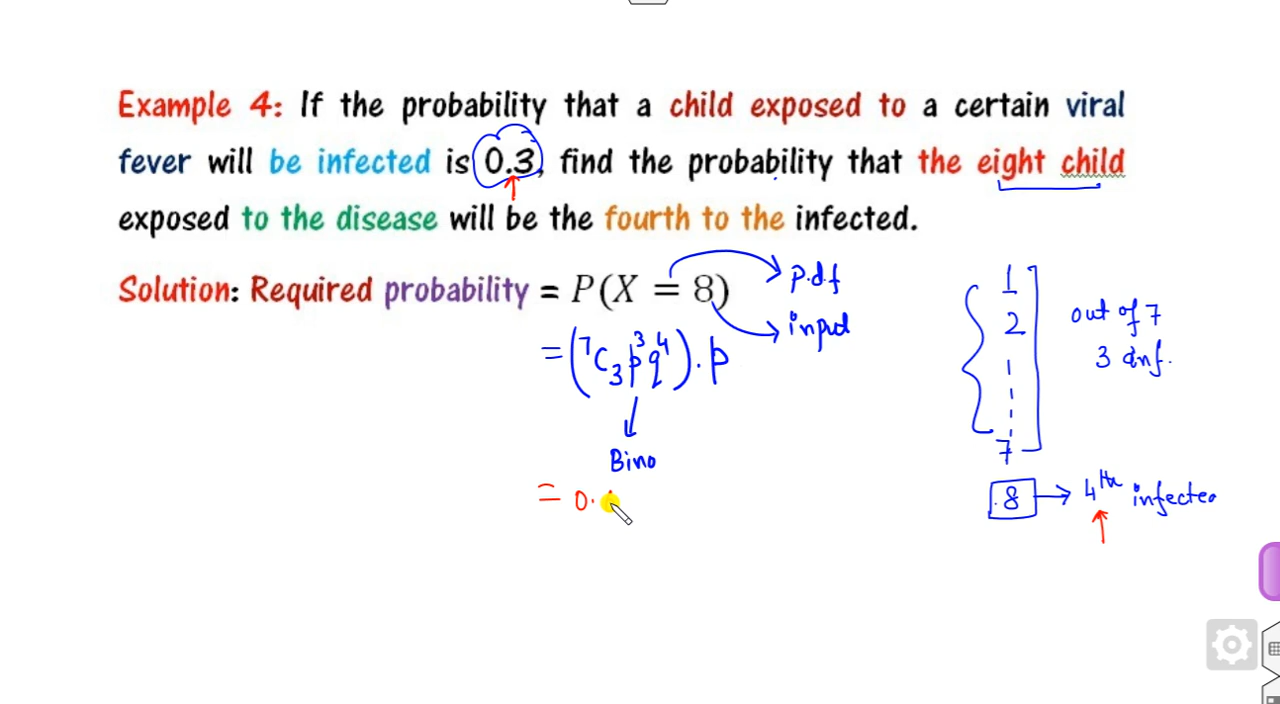 Example 4: If the probability that a child exposed to a certain viral
fever will be infected is 0.3, find the probability that the eight child
exposed to the disease will be the fourth to the infected.
Solution: Required probability = P(X = 8)
p.d.f
input
= (⁷C₃ p³ q⁴) . p
Bino
= 0.
1
2
7
out of 7
3 inf.
8 → 4th infected